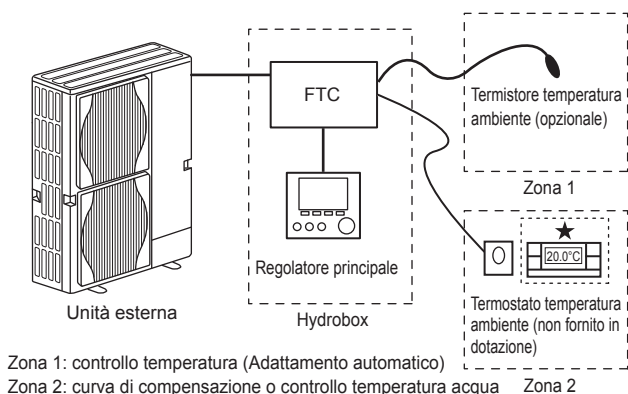 FTC
Termistore temperatura
ambiente (opzionale)
Zona 1
Regolatore principale
20.0°C
Unità esterna
Hydrobox
Termostato temperatura
ambiente (non fornito in
dotazione)
Zona 1: controllo temperatura (Adattamento automatico)
Zona 2: curva di compensazione o controllo temperatura acqua
Zona 2